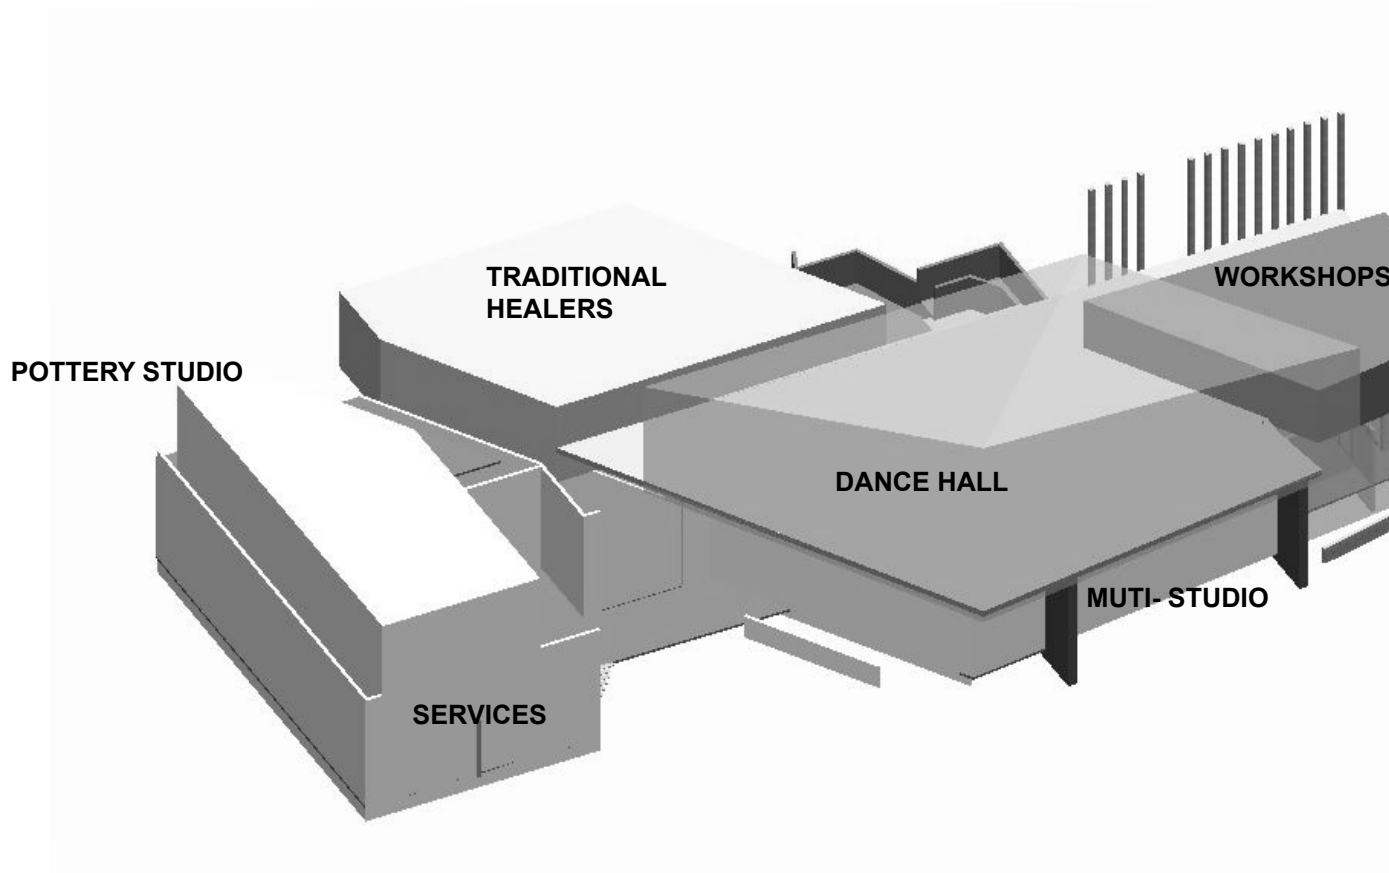 TRADITIONAL
HEALERS
WORKSHOPS
POTTERY STUDIO
DANCE HALL
MUTI- STUDIO
SERVICES